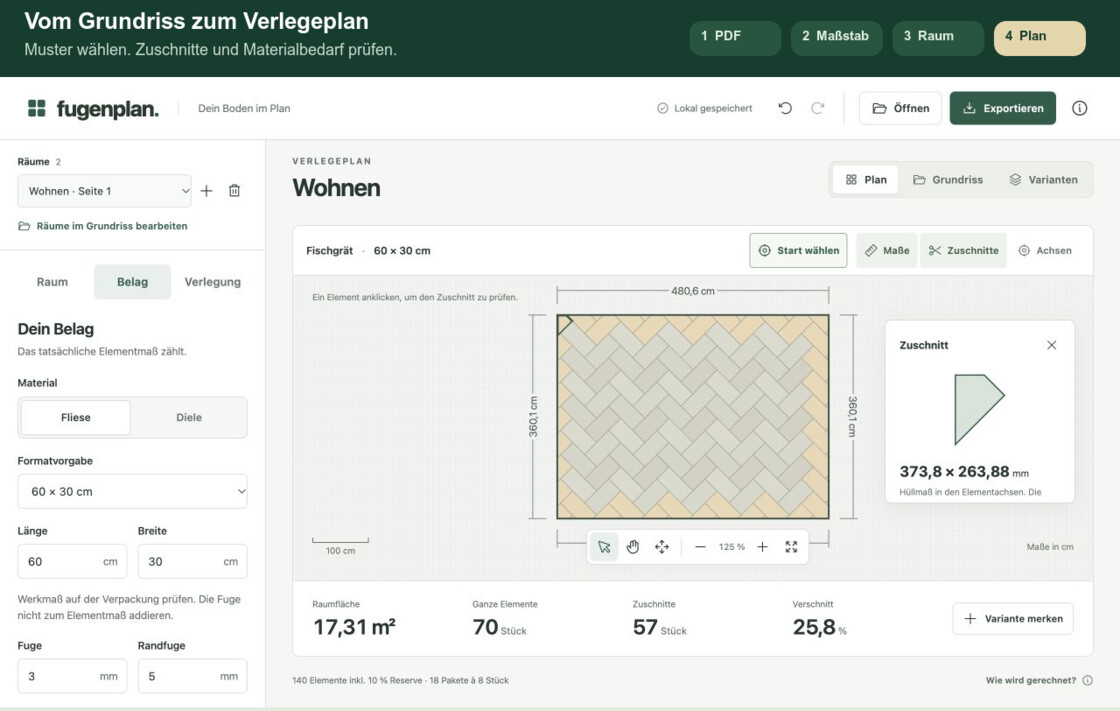 Vom Grundriss zum Verlegeplan
Muster wählen. Zuschnitte und Materialbedarf prüfen.
1 PDF
2 Maßstab
3 Raum
4 Plan
fugenplan.
Dein Boden im Plan
Lokal gespeichert
Öffnen
Exportieren
Räume 2
Wohnen · Seite 1
Räume im Grundriss bearbeiten
Raum
Belag
Verlegung
Dein Belag
Das tatsächliche Elementmaß zählt.
Material
Fliese
Diele
Formatvorgabe
60 × 30 cm
Länge
Breite
60 cm
30 cm
Werkmaß auf der Verpackung prüfen. Die Fuge
nicht zum Elementmaß addieren.
Fuge
Randfuge
3 mm
5 mm
VERLEGEPLAN
Wohnen
Plan
Grundriss
Varianten
Fischgrät · 60 × 30 cm
Start wählen
Maße
Zuschnitte
Achsen
Ein Element anklicken, um den Zuschnitt zu prüfen.
480,6 cm
360,1 cm
360,1 cm
Zuschnitt
373,8 × 263,88 mm
Hüllmaß in den Elementachsen. Die
100 cm
125 %
Maße in cm
Raumfläche
17,31 m²
Ganze Elemente
70 Stück
Zuschnitte
57 Stück
Verschnitt
25,8 %
Variante merken
140 Elemente inkl. 10 % Reserve · 18 Pakete à 8 Stück
Wie wird gerechnet?